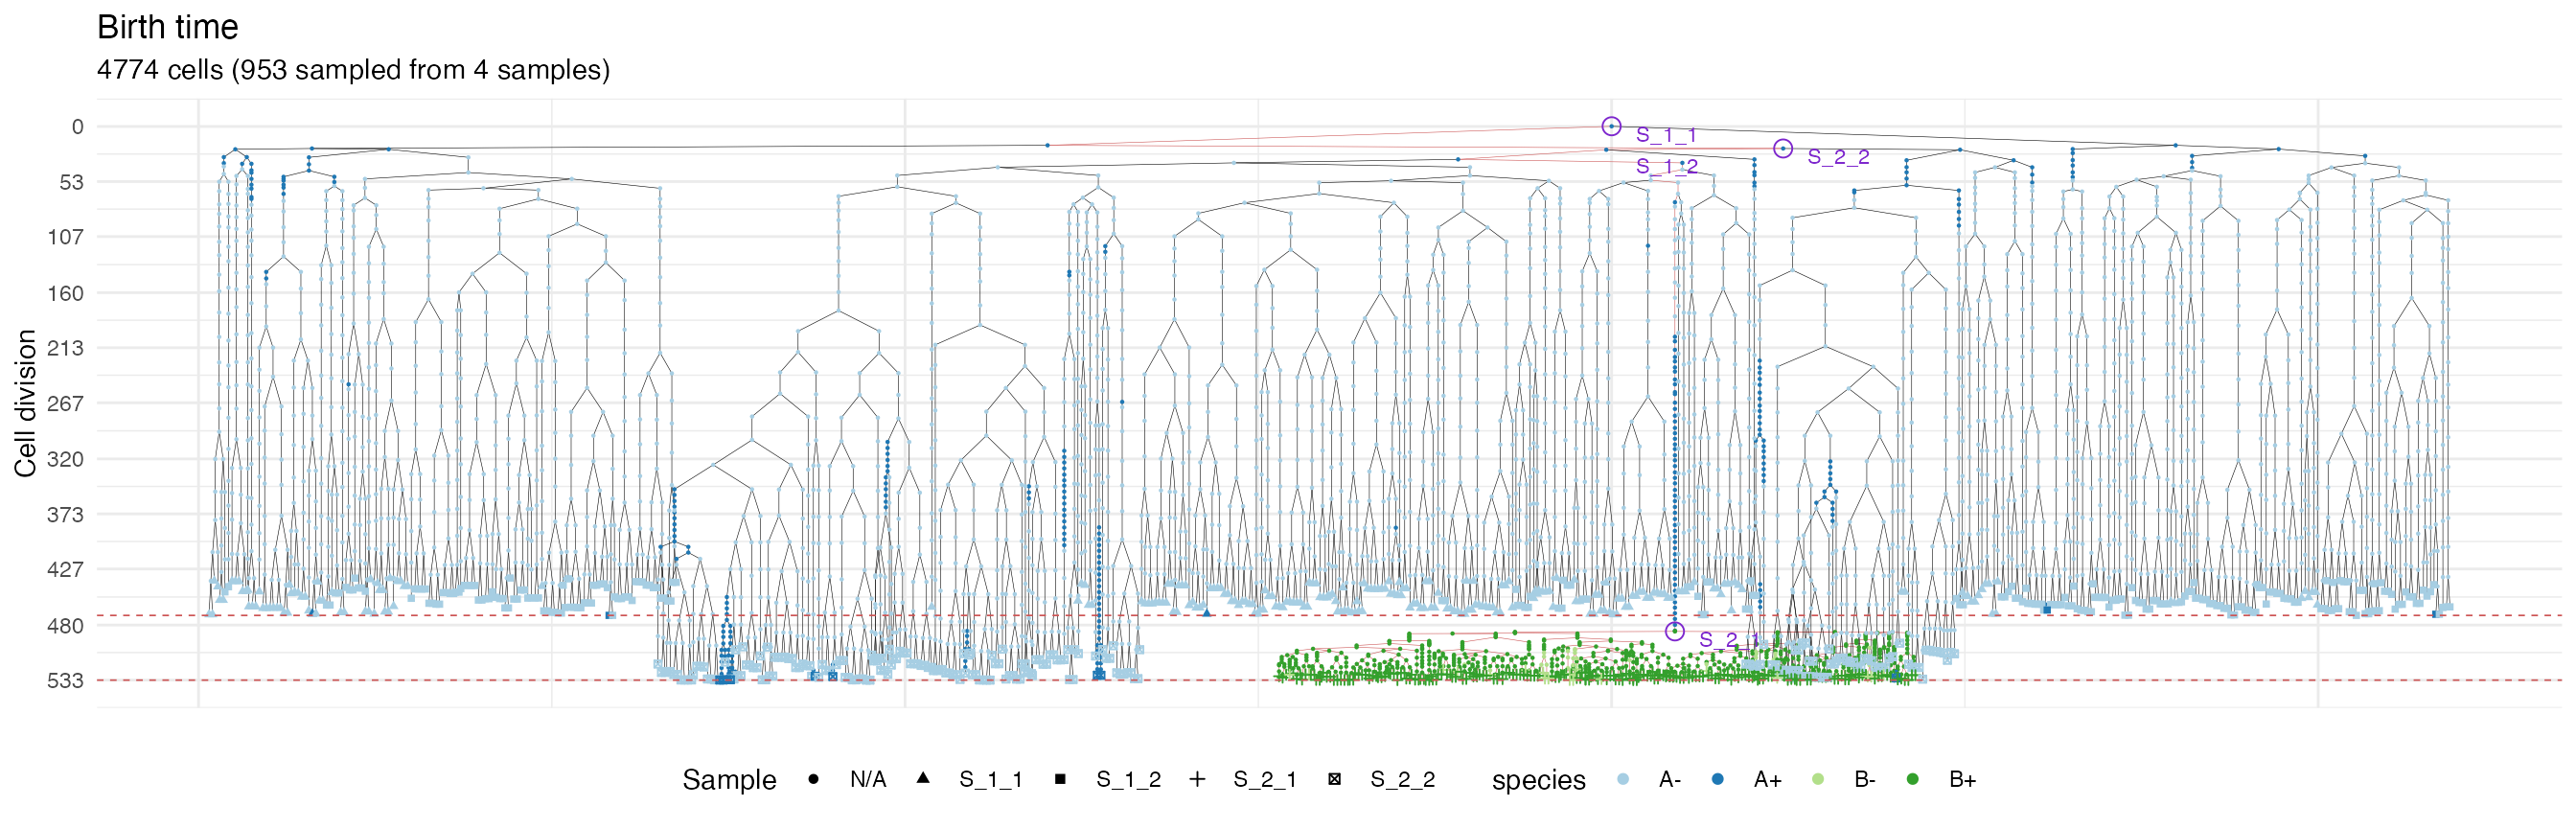 Birth time
4774 cells (953 sampled from 4 samples)
Cell division
0
53
107
160
213
267
320
373
427
480
533
S_1_1
S_2_2
S_1_2
S_2_1
Sample N/A S_1_1 S_1_2 S_2_1 S_2_2 species A- A+ B- B+